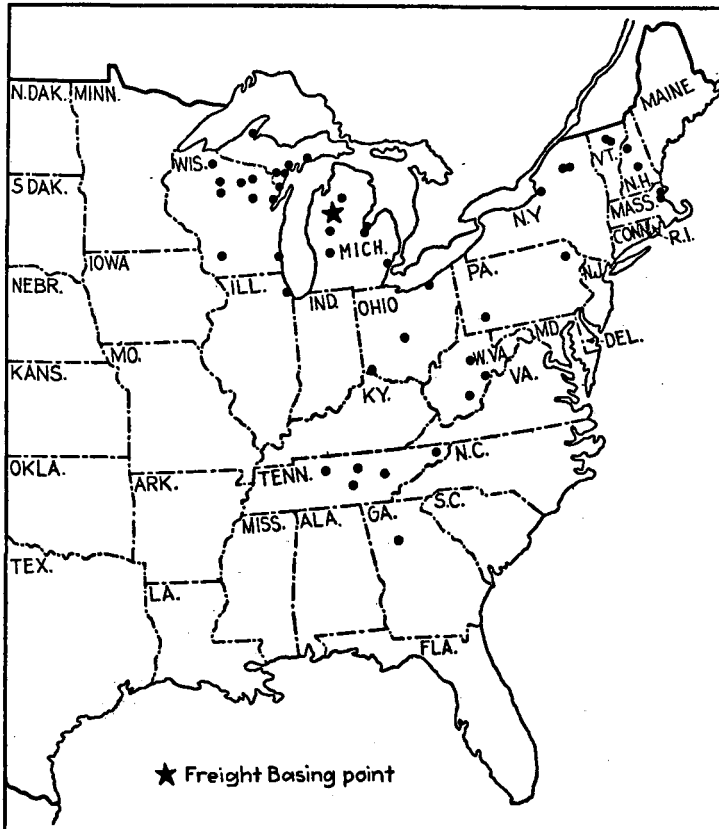 MAINE
N.DAK.
MINN.
VT.
WIS.
S DAK.
N.H.
N.Y
MASS.
CONN.
R.I.
MICH.
IOWA
PA.
N.J.
NEBR.
ILL.
IND.
OHIO
MD.
DEL.
MO.
W.VA.
VA.
KANS.
KY.
OKLA.
TENN.
N.C.
ARK.
S.C.
MISS.
ALA.
GA.
TEX.
LA.
FLA.
Freight Basing point